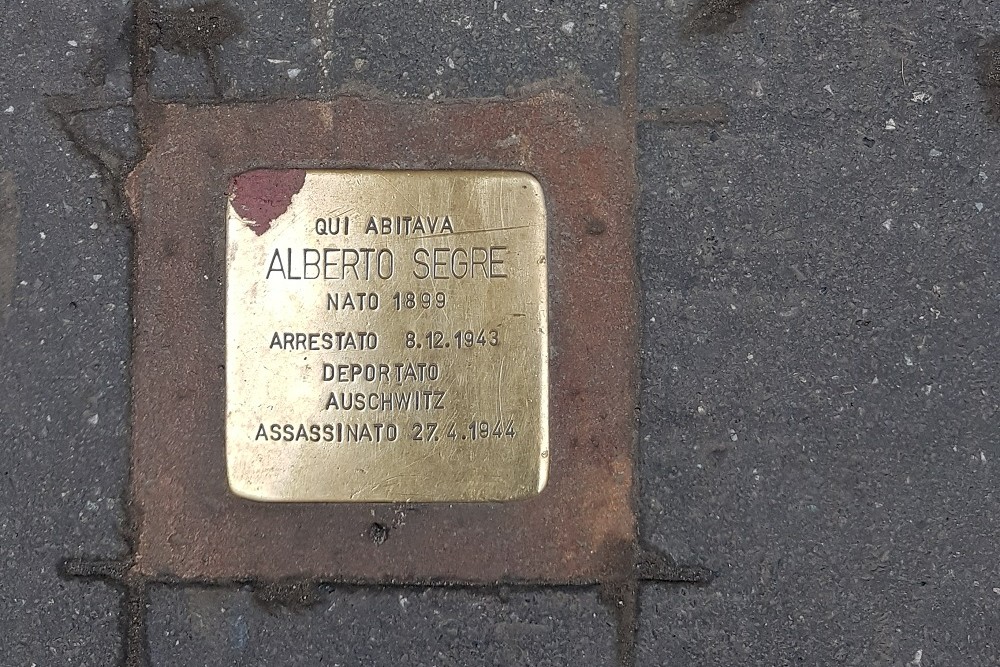 QUI ABITAVA
ALBERTO SEGRE
NATO 1899
ARRESTATO 8.12.1943
DEPORTATO
AUSCHWITZ
ASSASSINATO 27.4.1944